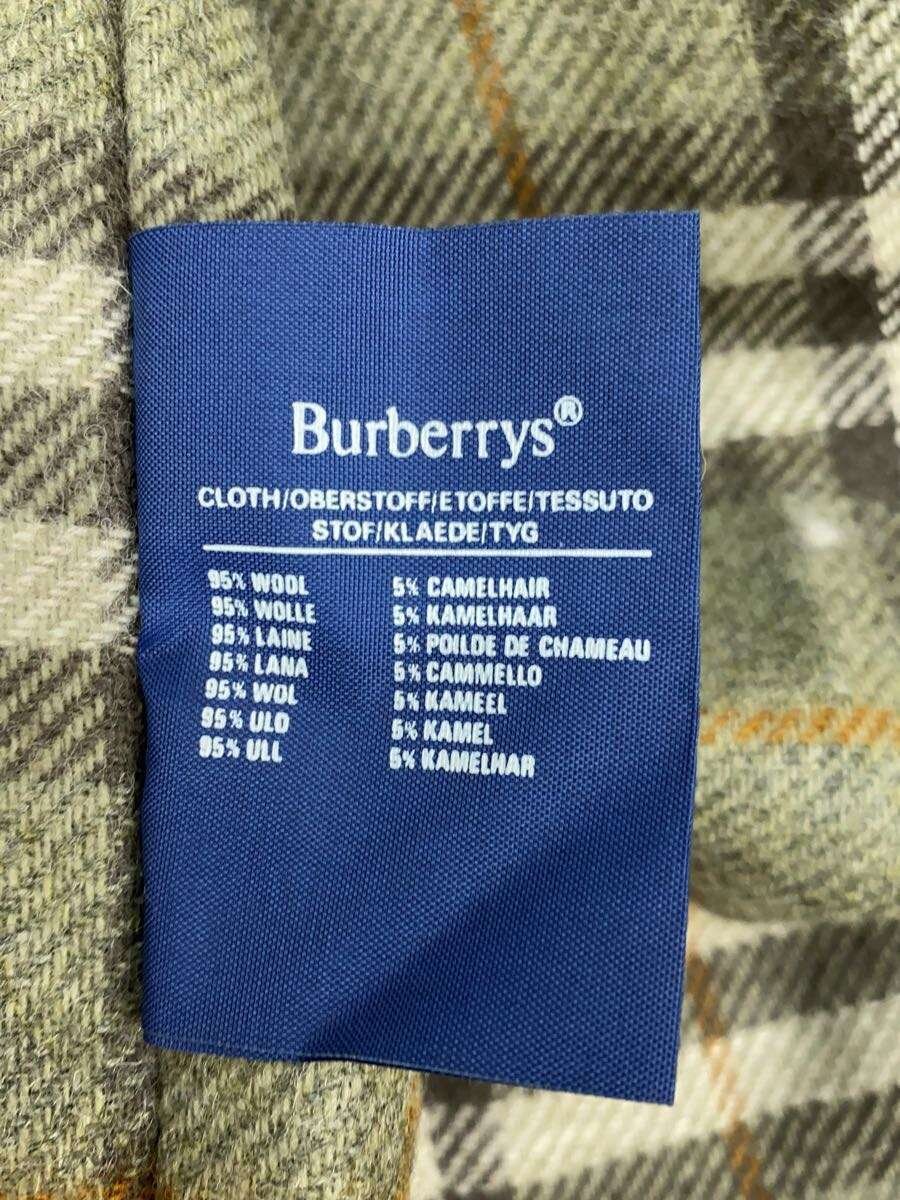 Burberrys®
CLOTH/OBERSTOFF/ETOFFE/TESSUTO
STOF/KLAEDE/TYG
95% WOOL 5% CAMELHAIR
95% WOLLE 5% KAMELHAAR
95% LAINE 5% POILDE DE CHAMEAU
95% LANA 5% CAMMELLO
95% WOL 5% KAMEEL
95% ULD 5% KAMEL
95% ULL 5% KAMELHAR